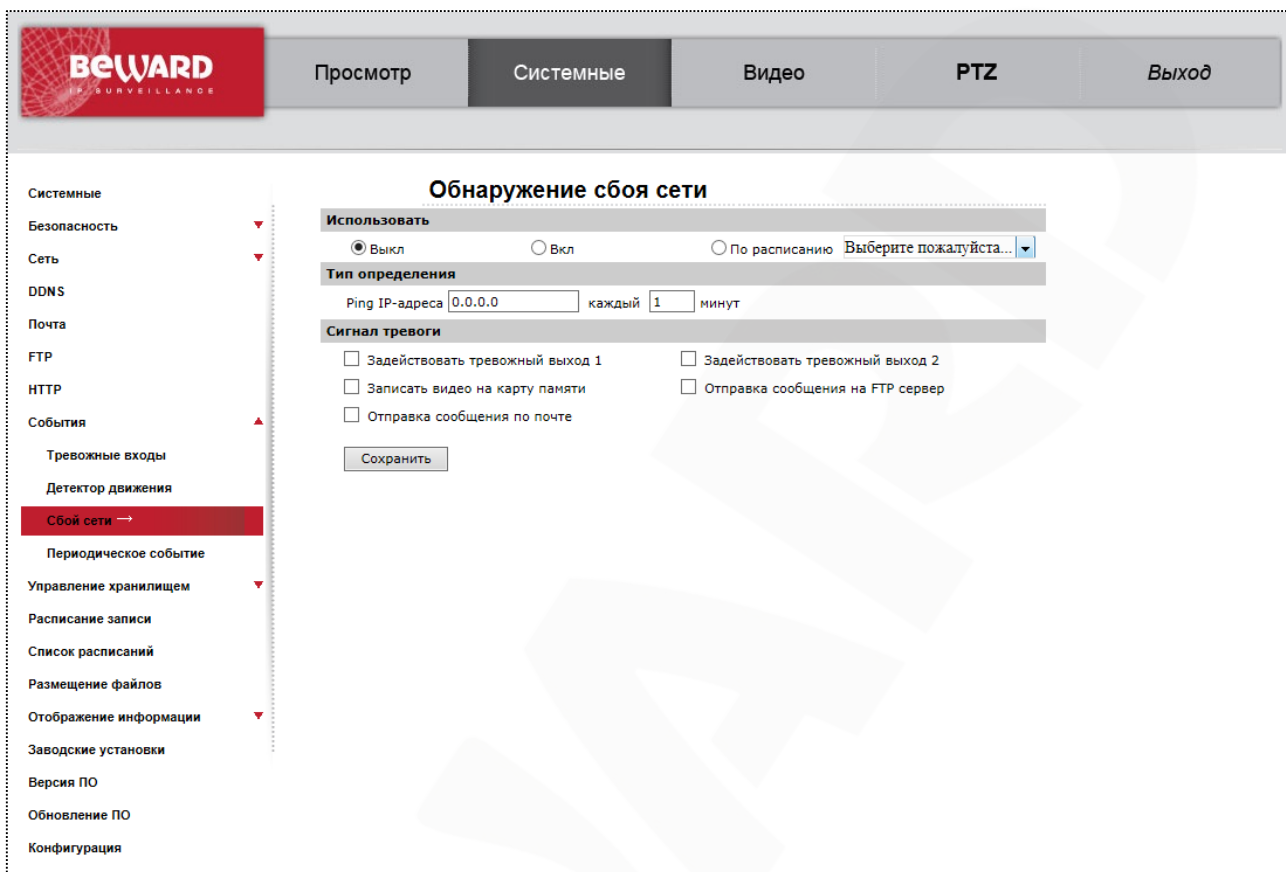 BEWARD
IP SURVEILLANCE
Просмотр
Системные
Видео
PTZ
Выход
Системные
Безопасность
Сеть
DDNS
Почта
FTP
HTTP
События
Тревожные входы
Детектор движения
Сбой сети →
Периодическое событие
Управление хранилищем
Расписание записи
Список расписаний
Размещение файлов
Отображение информации
Заводские установки
Версия ПО
Обновление ПО
Конфигурация
Обнаружение сбоя сети
Использовать
Выкл Вкл По расписанию Выберите пожалуйста...
Тип определения
Ping IP-адреса 0.0.0.0 каждый 1 минут
Сигнал тревоги
Задействовать тревожный выход 1 Задействовать тревожный выход 2
Записать видео на карту памяти Отправка сообщения на FTP сервер
Отправка сообщения по почте
Сохранить